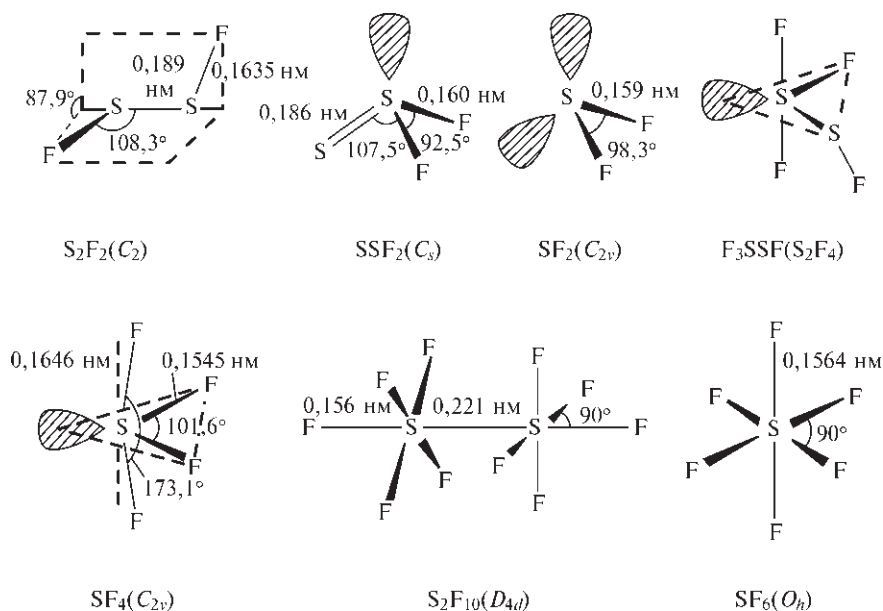 F
0,189
нм
0,1635 нм
87,9°
S
S
F
108,3°
S₂F₂(C₂)
0,186 нм
S
0,160 нм
S
107,5°
92,5°
F
F
SSF₂(Cₛ)
S
0,159 нм
F
98,3°
F
SF₂(C₂ᵥ)
F
F
S
S
F
F
F₃SSF(S₂F₄)
F
0,1646 нм
0,1545 нм
F
S
101,6°
F
173,1°
F
SF₄(C₂ᵥ)
F
F
F
F
0,156 нм
0,221 нм
90°
F
S
S
F
F
F
F
F
S₂F₁₀(D₄d)
F
0,1564 нм
F
F
S
90°
F
F
F
SF₆(Oₕ)